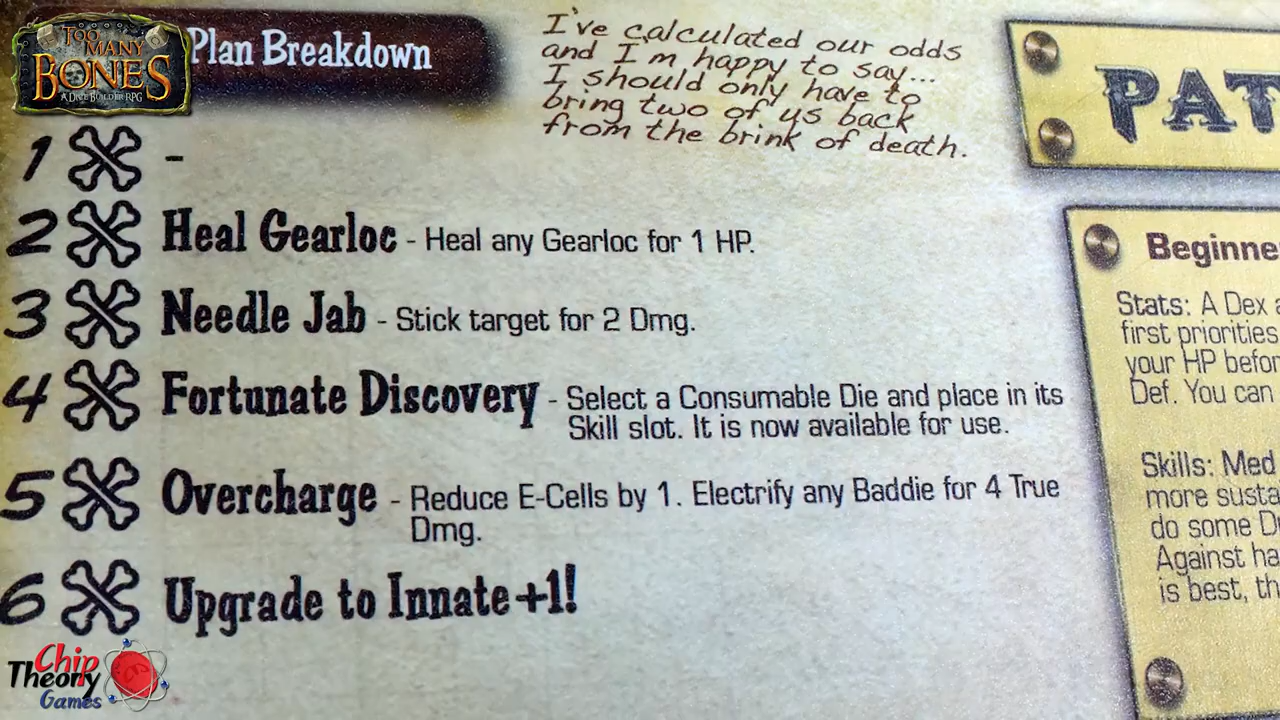 TOO MANY BONES
A DICE BUILDER RPG
Plan Breakdown
I've calculated our odds
and I'm happy to say...
I should only have to
bring two of us back
from the brink of death.
1 -
2 Heal Gearloc - Heal any Gearloc for 1 HP.
3 Needle Jab - Stick target for 2 Dmg.
4 Fortunate Discovery - Select a Consumable Die and place in its
Skill slot. It is now available for use.
5 Overcharge - Reduce E-Cells by 1. Electrify any Baddie for 4 True
Dmg.
6 Upgrade to Innate+1!
PAT
Beginne
Stats: A Dex
first priorities
your HP befor
Def. You can
Skills: Med
more susta
do some D
Against ha
is best, th
Chip
Theory
Games